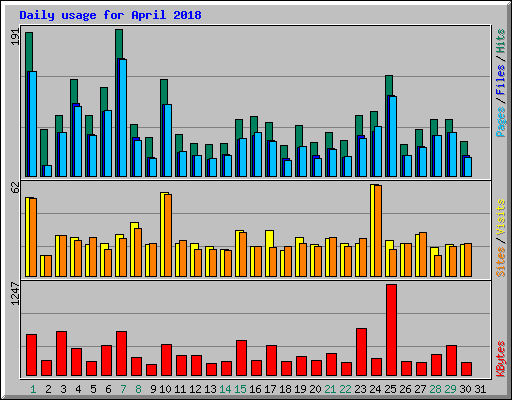 Daily usage for April 2018
191
Pages / Files / Hits
62
Sites / Visits
1247
KBytes
1 2 3 4 5 6 7 8 9 10 11 12 13 14 15 16 17 18 19 20 21 22 23 24 25 26 27 28 29 30 31